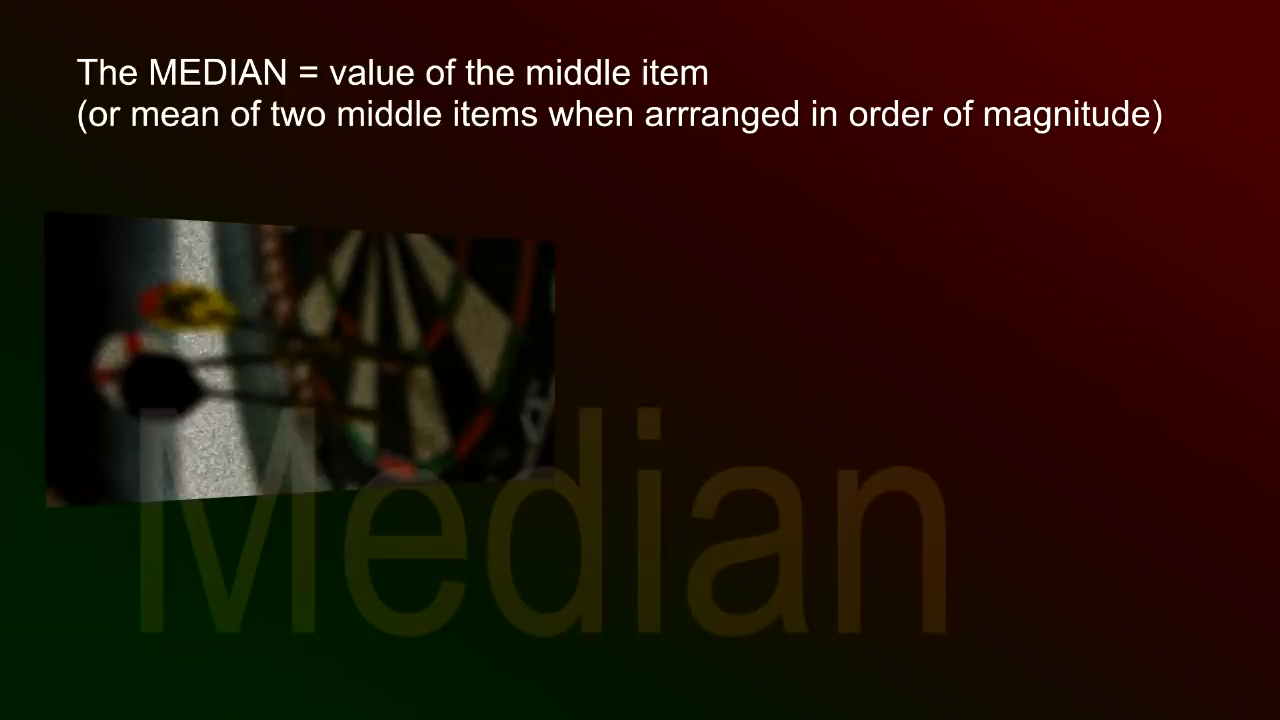 The MEDIAN = value of the middle item
(or mean of two middle items when arrranged in order of magnitude)
Median